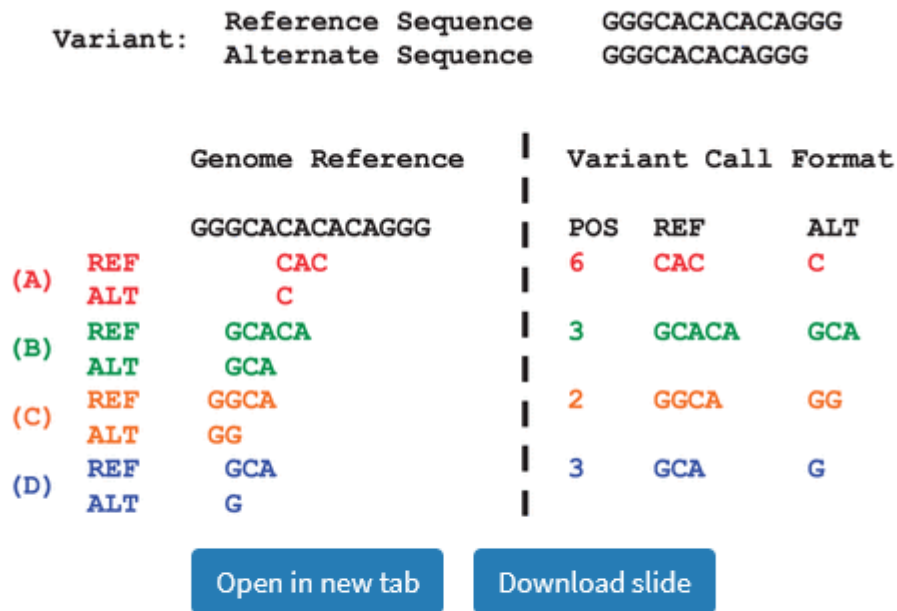 Variant: Reference Sequence GGGCACACACAGGG
Alternate Sequence GGGCACACAGGG
Genome Reference Variant Call Format
GGGCACACACAGGG POS REF ALT
(A) REF CAC 6 CAC C
ALT C
(B) REF GCACA 3 GCACA GCA
ALT GCA
(C) REF GGCA 2 GGCA GG
ALT GG
(D) REF GCA 3 GCA G
ALT G
Open in new tab Download slide